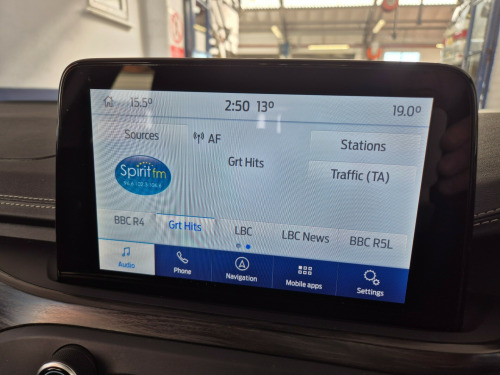 15.5° 2:50 13° 19.0°
Sources AF Stations
Grt Hits
Traffic (TA)
Spirit fm
BBC R4 Grt Hits LBC LBC News BBC R5L
Audio Phone Navigation Mobile apps Settings